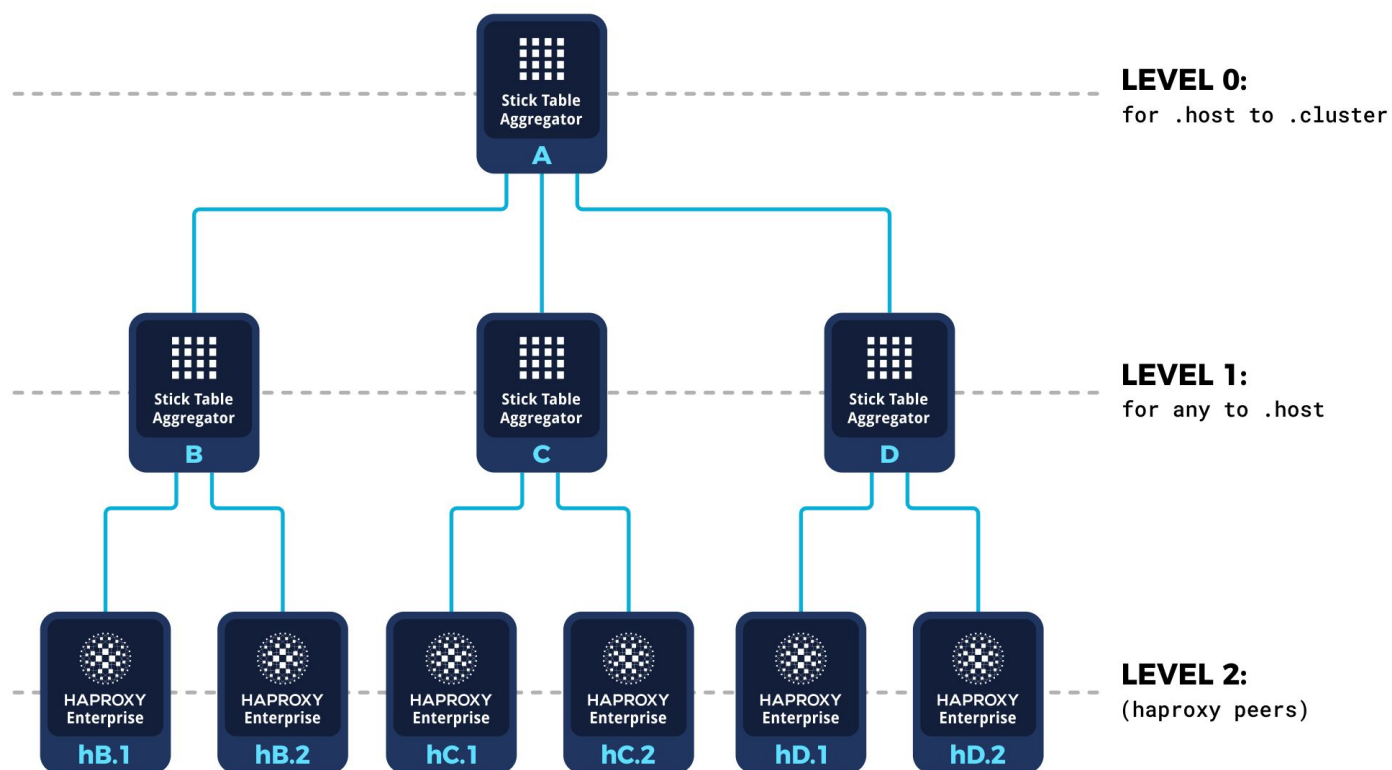 Stick Table
Aggregator
A
LEVEL 0:
for .host to .cluster
Stick Table
Aggregator
B
Stick Table
Aggregator
C
Stick Table
Aggregator
D
LEVEL 1:
for any to .host
HAPROXY
Enterprise
hB.1
HAPROXY
Enterprise
hB.2
HAPROXY
Enterprise
hC.1
HAPROXY
Enterprise
hC.2
HAPROXY
Enterprise
hD.1
HAPROXY
Enterprise
hD.2
LEVEL 2:
(haproxy peers)